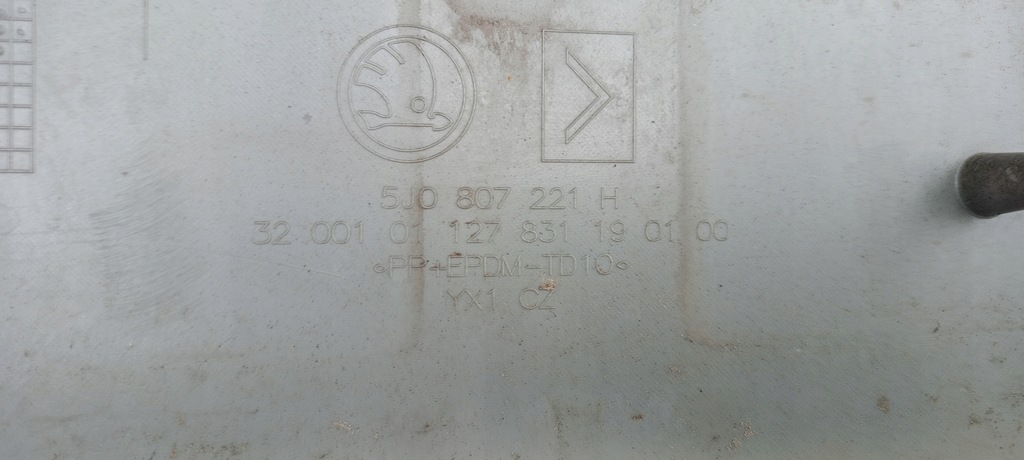 5J0 807 221 H
32 001 01 127 831 19 01 00
>PP+EPDM-TD10<
YX1 CZ